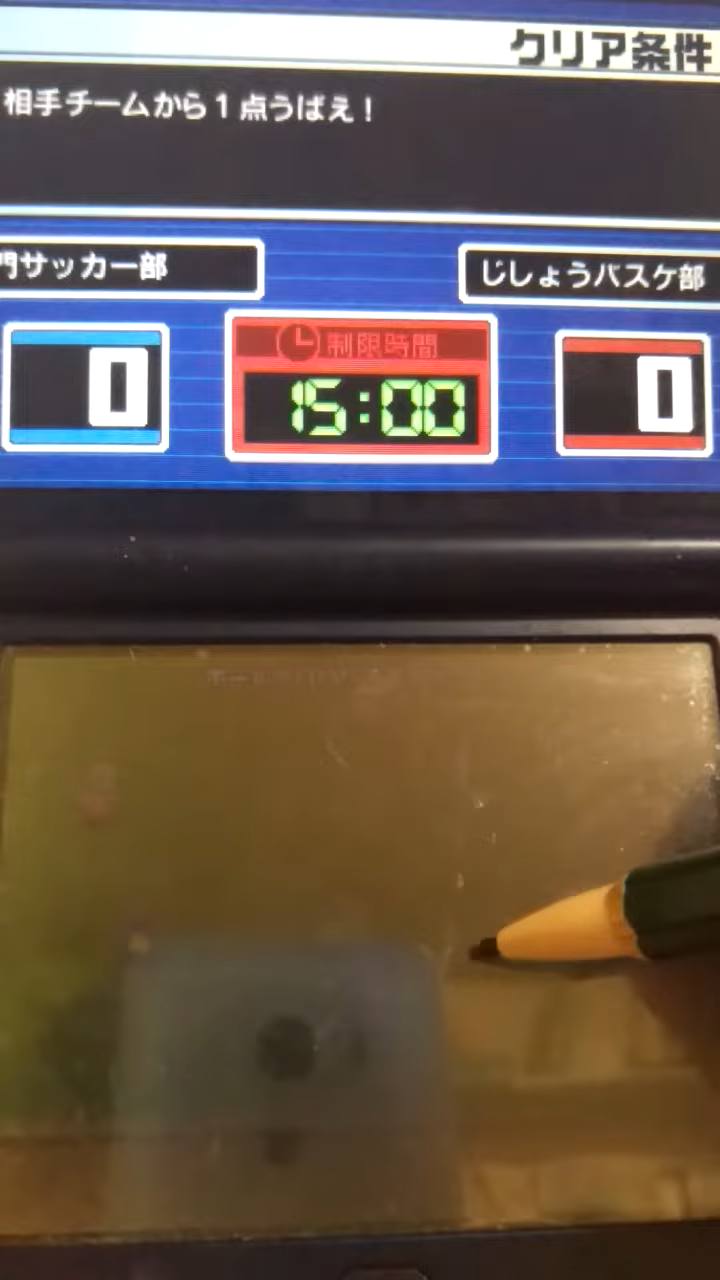 クリア条件
相手チームから1点うばえ！
門サッカー部
じしょうバスケ部
制限時間
0
15:00
0